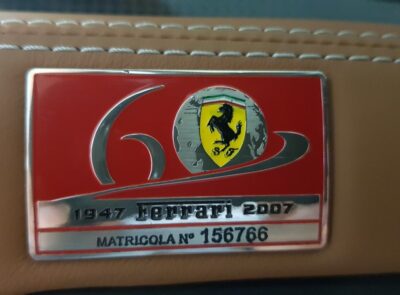 60
S F
1947 Ferrari 2007
MATRICOLA Nº 156766